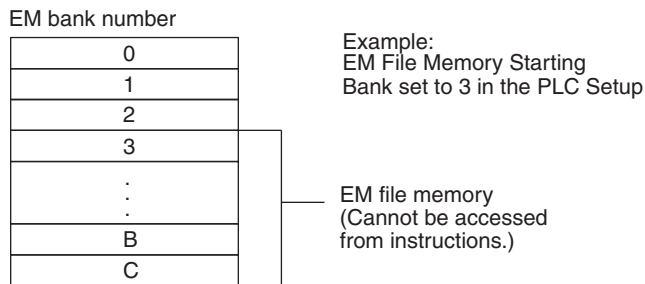 EM bank number
0
1
2
3
.
.
.
B
C
Example:
EM File Memory Starting
Bank set to 3 in the PLC Setup
EM file memory
(Cannot be accessed
from instructions.)